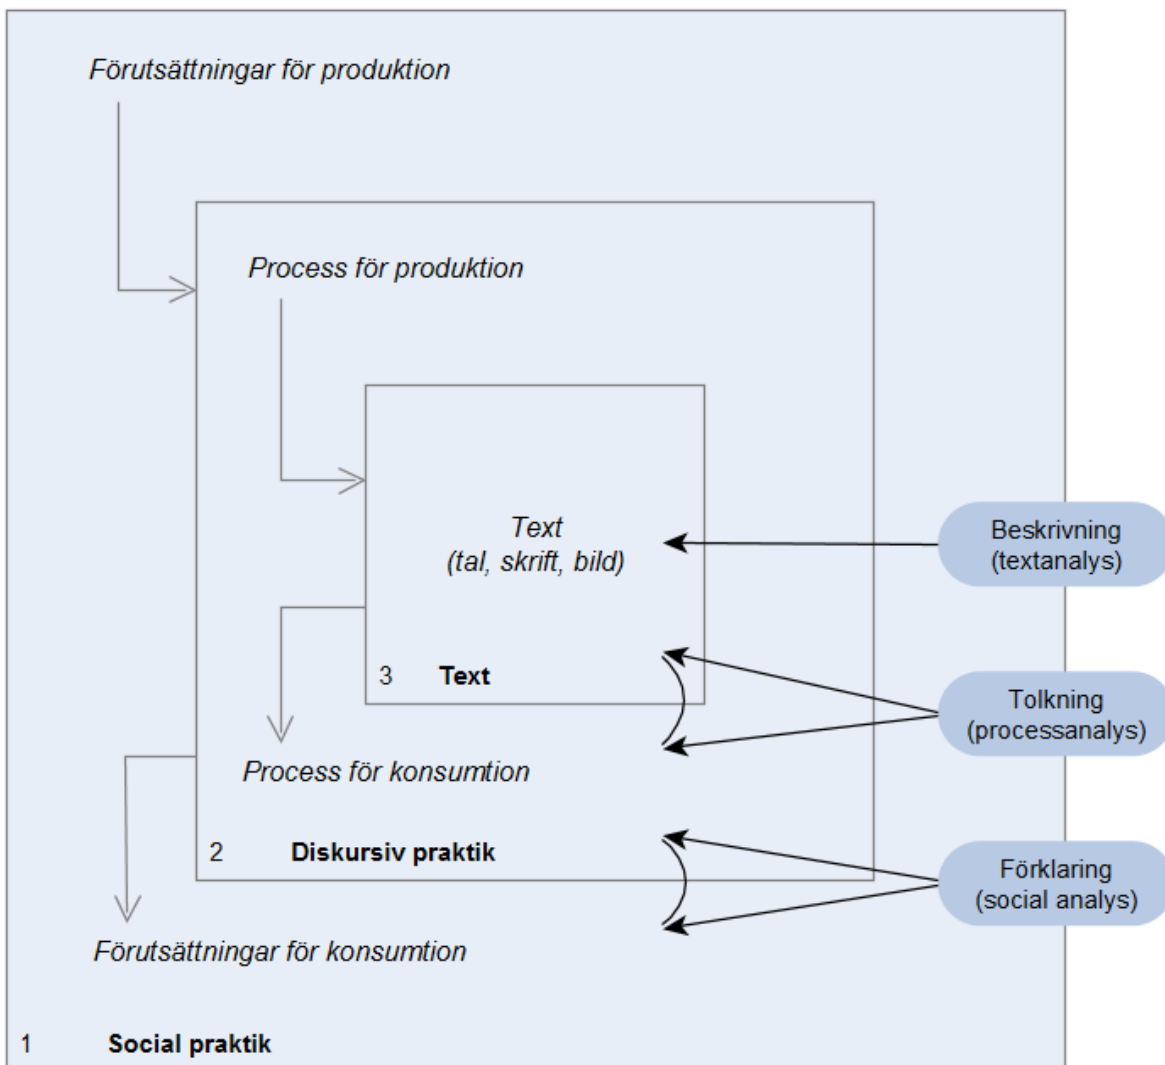 Förutsättningar för produktion
Process för produktion
Text
(tal, skrift, bild)
Beskrivning
(textanalys)
3 Text
Tolkning
(processanalys)
Process för konsumtion
2 Diskursiv praktik
Förklaring
(social analys)
Förutsättningar för konsumtion
1 Social praktik